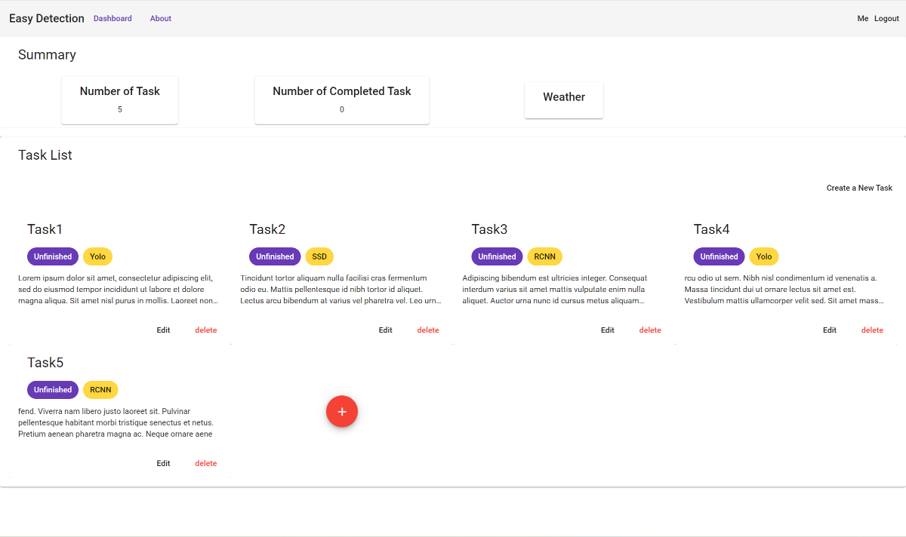 Easy Detection Dashboard About Me Logout
Summary
Number of Task Number of Completed Task Weather
5 0
Task List
Create a New Task
Task1
Unfinished Yolo
Lorem ipsum dolor sit amet, consectetur adipiscing elit,
sed do eiusmod tempor incididunt ut labore et dolore
magna aliqua. Sit amet nisl purus in mollis. Laoreet non...
Edit delete
Task2
Unfinished SSD
Tincidunt tortor aliquam nulla facilisi cras fermentum
odio eu. Mattis pellentesque id nibh tortor id aliquet.
Lectus arcu bibendum at varius vel pharetra vel. Leo urn...
Edit delete
Task3
Unfinished RCNN
Adipiscing bibendum est ultricies integer. Consequat
interdum varius sit amet mattis vulputate enim nulla
aliquet. Auctor urna nunc id cursus metus aliquam...
Edit delete
Task4
Unfinished Yolo
rcu odio ut sem. Nibh nisl condimentum id venenatis a.
Massa tincidunt dui ut ornare lectus sit amet est.
Vestibulum mattis ullamcorper velit sed. Sit amet mass...
Edit delete
Task5
Unfinished RCNN
fend. Viverra nam libero justo laoreet sit. Pulvinar
pellentesque habitant morbi tristique senectus et netus.
Pretium aenean pharetra magna ac. Neque ornare aene
Edit delete
+